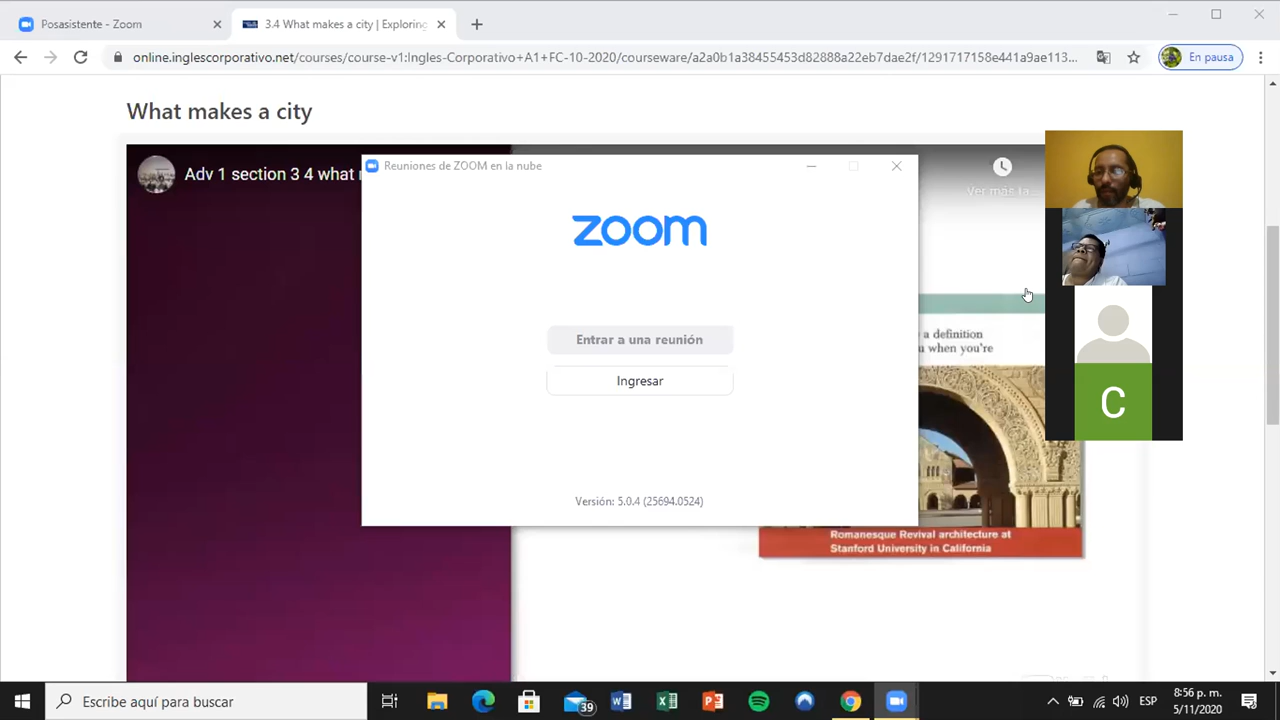 Posasistente - Zoom
3.4 What makes a city | Exploring
online.inglescorporativo.net/courses/course-v1:Ingles-Corporativo+A1+FC-10-2020/courseware/a2a0b1a38455453d82888a22eb7dae2f/1291717158e441a9ae113...
En pausa
What makes a city
Adv 1 section 3 4 what
Ver más
Reuniones de ZOOM en la nube
zoom
Entrar a una reunión
Ingresar
Versión: 5.0.4 (25694.0524)
a definition
when you're
Romanesque Revival architecture at
Stanford University in California
C
Escribe aquí para buscar
39
ESP
8:56 p. m.
5/11/2020